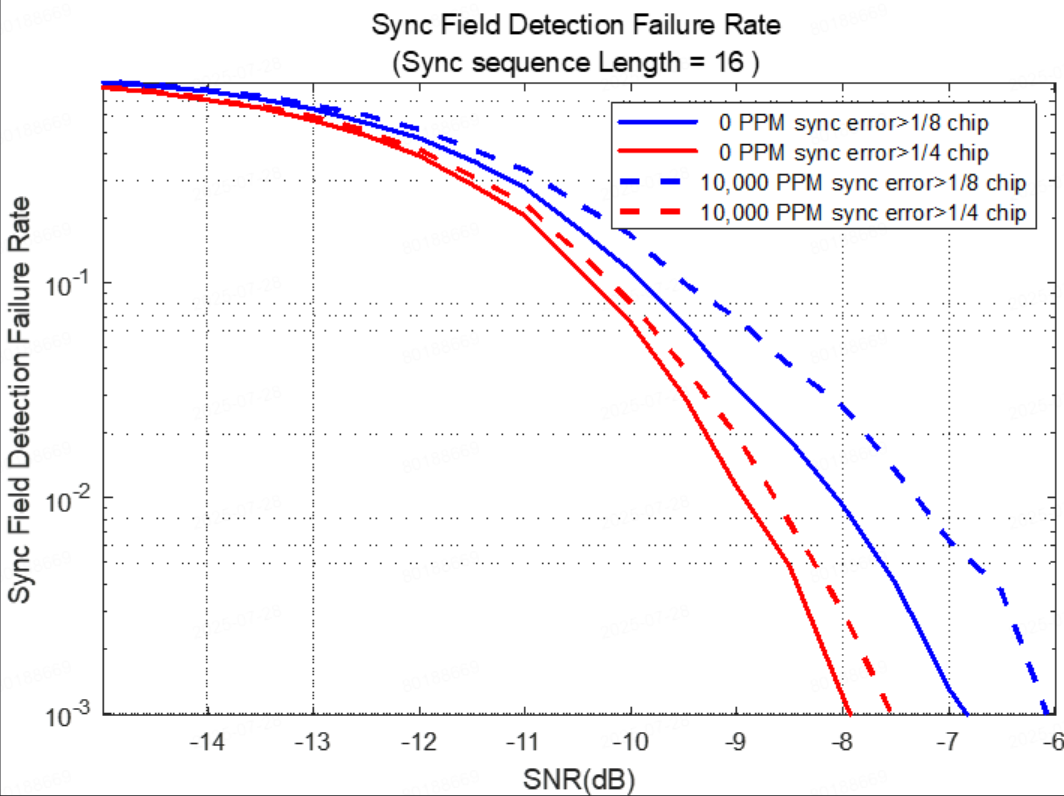 Sync Field Detection Failure Rate
(Sync sequence Length = 16 )
0 PPM sync error>1/8 chip
0 PPM sync error>1/4 chip
10,000 PPM sync error>1/8 chip
10,000 PPM sync error>1/4 chip
Sync Field Detection Failure Rate
10^-1
10^-2
10^-3
-14
-13
-12
-11
-10
-9
-8
-7
-6
SNR(dB)